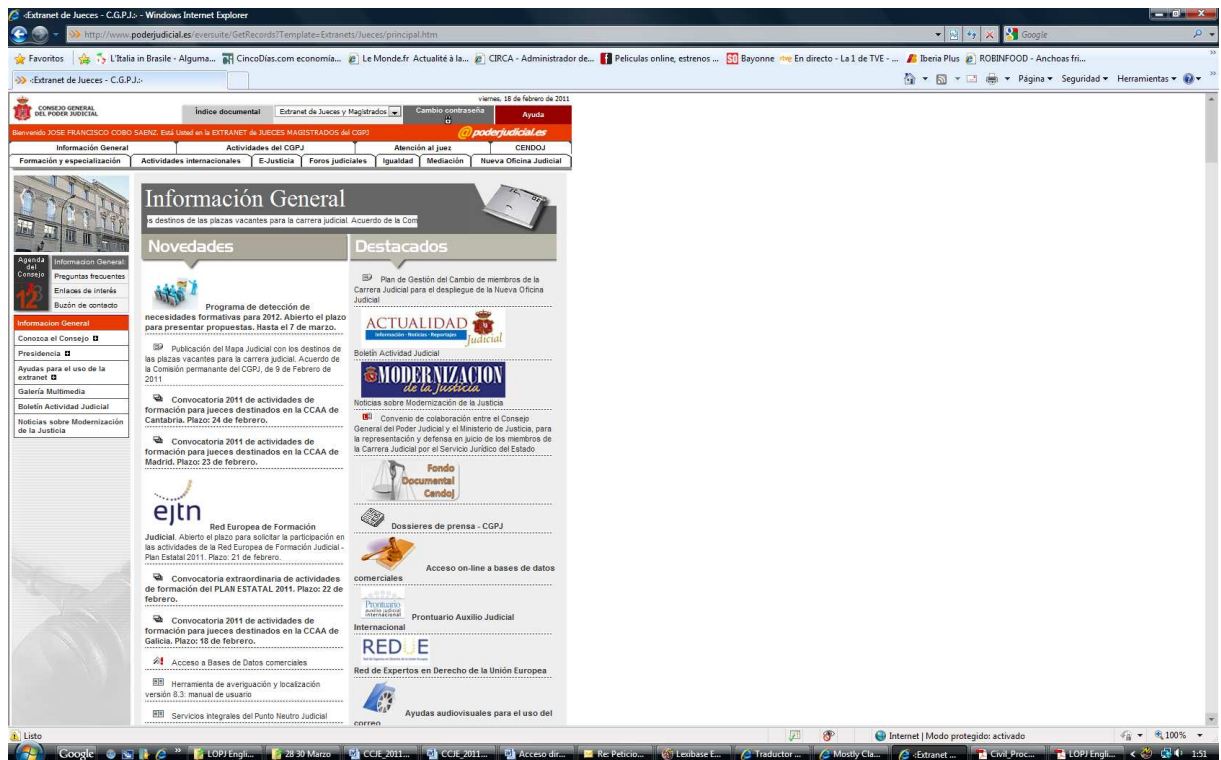 <Extranet de Jueces - C.G.P.J.:> - Windows Internet Explorer
http://www.poderjudicial.es/eversuite/GetRecords?Template=Extranets/Jueces/principal.htm
Google
Favoritos L'Italia in Brasile - Alguma... CincoDías.com economía... Le Monde.fr Actualité à la... CIRCA - Administrador de... Peliculas online, estrenos ... Bayonne En directo - La 1 de TVE - ... Iberia Plus ROBINFOOD - Anchoas fri...
<Extranet de Jueces - C.G.P.J.:>
Página Seguridad Herramientas
viernes, 18 de febrero de 2011
CONSEJO GENERAL
DEL PODER JUDICIAL
Índice documental Extranet de Jueces y Magistrados Cambio contraseña Ayuda
Bienvenido JOSE FRANCISCO COBO SAENZ. Está Usted en la EXTRANET de JUECES MAGISTRADOS del CGPJ @poderjudicial.es
Información General Actividades del CGPJ Atención al juez CENDOJ
Formación y especialización Actividades internacionales E-Justicia Foros judiciales Igualdad Mediación Nueva Oficina Judicial
Agenda
del
Consejo
12
Informacion General
Preguntas frecuentes
Enlaces de interés
Buzón de contacto
Informacion General
Conozca el Consejo
Presidencia
Ayudas para el uso de la
extranet
Galería Multimedia
Boletín Actividad Judicial
Noticias sobre Modernización
de la Justicia
Información General
s destinos de las plazas vacantes para la carrera judicial. Acuerdo de la Com
Novedades
Programa de detección de
necesidades formativas para 2012. Abierto el plazo
para presentar propuestas. Hasta el 7 de marzo.
Publicación del Mapa Judicial con los destinos de
las plazas vacantes para la carrera judicial. Acuerdo de
la Comisión permanente del CGPJ, de 9 de Febrero de
2011
Convocatoria 2011 de actividades de
formación para jueces destinados en la CCAA de
Cantabria. Plazo: 24 de febrero.
Convocatoria 2011 de actividades de
formación para jueces destinados en la CCAA de
Madrid. Plazo: 23 de febrero.
ejtn
Red Europea de Formación
Judicial. Abierto el plazo para solicitar la participación en
las actividades de la Red Europea de Formación Judicial -
Plan Estatal 2011. Plazo: 21 de febrero.
Convocatoria extraordinaria de actividades
de formación del PLAN ESTATAL 2011. Plazo: 22 de
febrero.
Convocatoria 2011 de actividades de
formación para jueces destinados en la CCAA de
Galicia. Plazo: 18 de febrero.
Acceso a Bases de Datos comerciales
Herramienta de averiguación y localización
versión 8.3: manual de usuario
Servicios integrales del Punto Neutro Judicial
Destacados
Plan de Gestión del Cambio de miembros de la
Carrera Judicial para el despliegue de la Nueva Oficina
Judicial
ACTUALIDAD
Información - Noticias - Reportajes
Judicial
Boletín Actividad Judicial
MODERNIZACION
de la Justicia
Noticias sobre Modernización de la Justicia
Convenio de colaboración entre el Consejo
General del Poder Judicial y el Ministerio de Justicia, para
la representación y defensa en juicio de los miembros de
la Carrera Judicial por el Servicio Jurídico del Estado
Fondo
Documental
Cendoj
Dossieres de prensa - CGPJ
Acceso on-line a bases de datos
comerciales
Prontuario
auxilio judicial
internacional
Prontuario Auxilio Judicial
Internacional
REDUE
Red de Expertos en Derecho de la Unión Europea
Ayudas audiovisuales para el uso del
correo
Listo
Internet | Modo protegido: activado 100%
Google LOPJ Engli... 28 30 Marzo CCJE_2011... CCJE_2011... Acceso dir... Re: Peticio... Lexibase E... Traductor ... Mostly Cla... <Extranet ... Civil_Proc... LOPJ Engli... 1:51